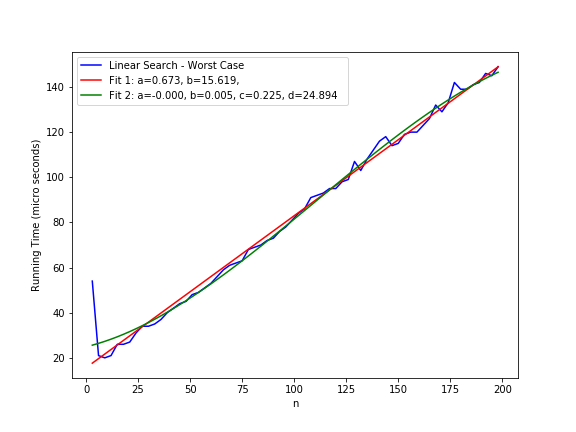 Linear Search - Worst Case
Fit 1: a=0.673, b=15.619,
Fit 2: a=-0.000, b=0.005, c=0.225, d=24.894
Running Time (micro seconds)
140
120
100
80
60
40
20
0 25 50 75 100 125 150 175 200
n